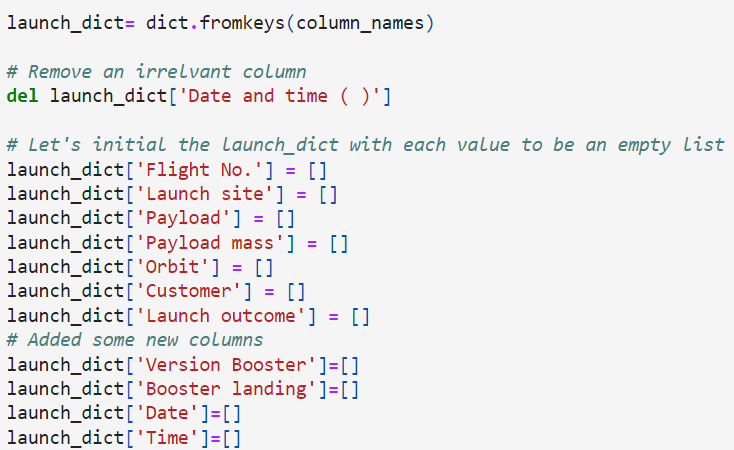 launch_dict= dict.fromkeys(column_names)
# Remove an irrelvant column
del launch_dict['Date and time ( )']
# Let's initial the launch_dict with each value to be an empty list
launch_dict['Flight No.'] = []
launch_dict['Launch site'] = []
launch_dict['Payload'] = []
launch_dict['Payload mass'] = []
launch_dict['Orbit'] = []
launch_dict['Customer'] = []
launch_dict['Launch outcome'] = []
# Added some new columns
launch_dict['Version Booster']=[]
launch_dict['Booster landing']=[]
launch_dict['Date']=[]
launch_dict['Time']=[]